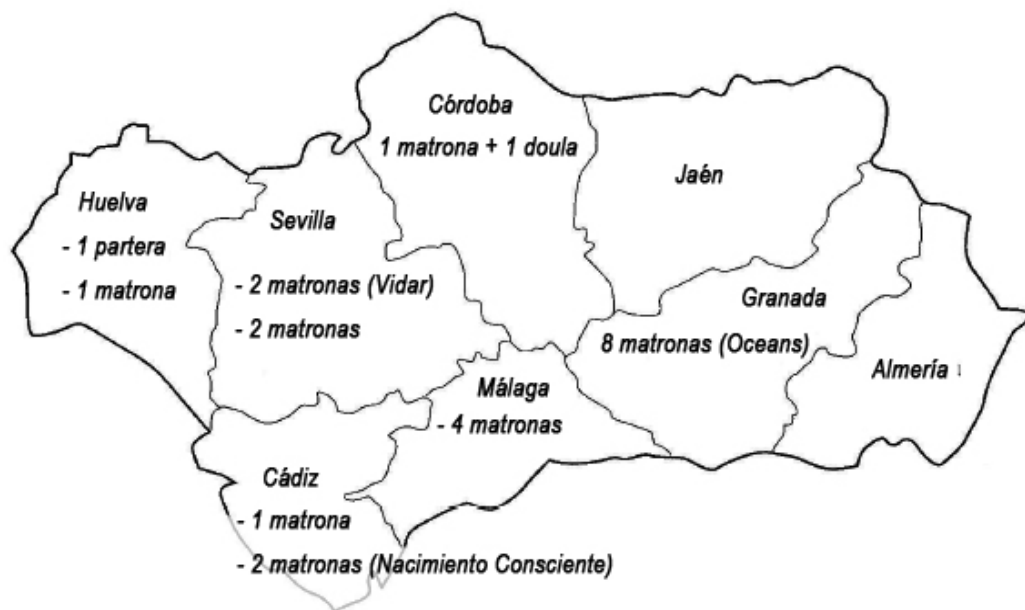 Córdoba
1 matrona + 1 doula
Jaén
Huelva
- 1 partera
- 1 matrona
Sevilla
- 2 matronas (Vidar)
- 2 matronas
Granada
8 matronas (Oceans)
Almería
Málaga
- 4 matronas
Cádiz
- 1 matrona
- 2 matronas (Nacimiento Consciente)